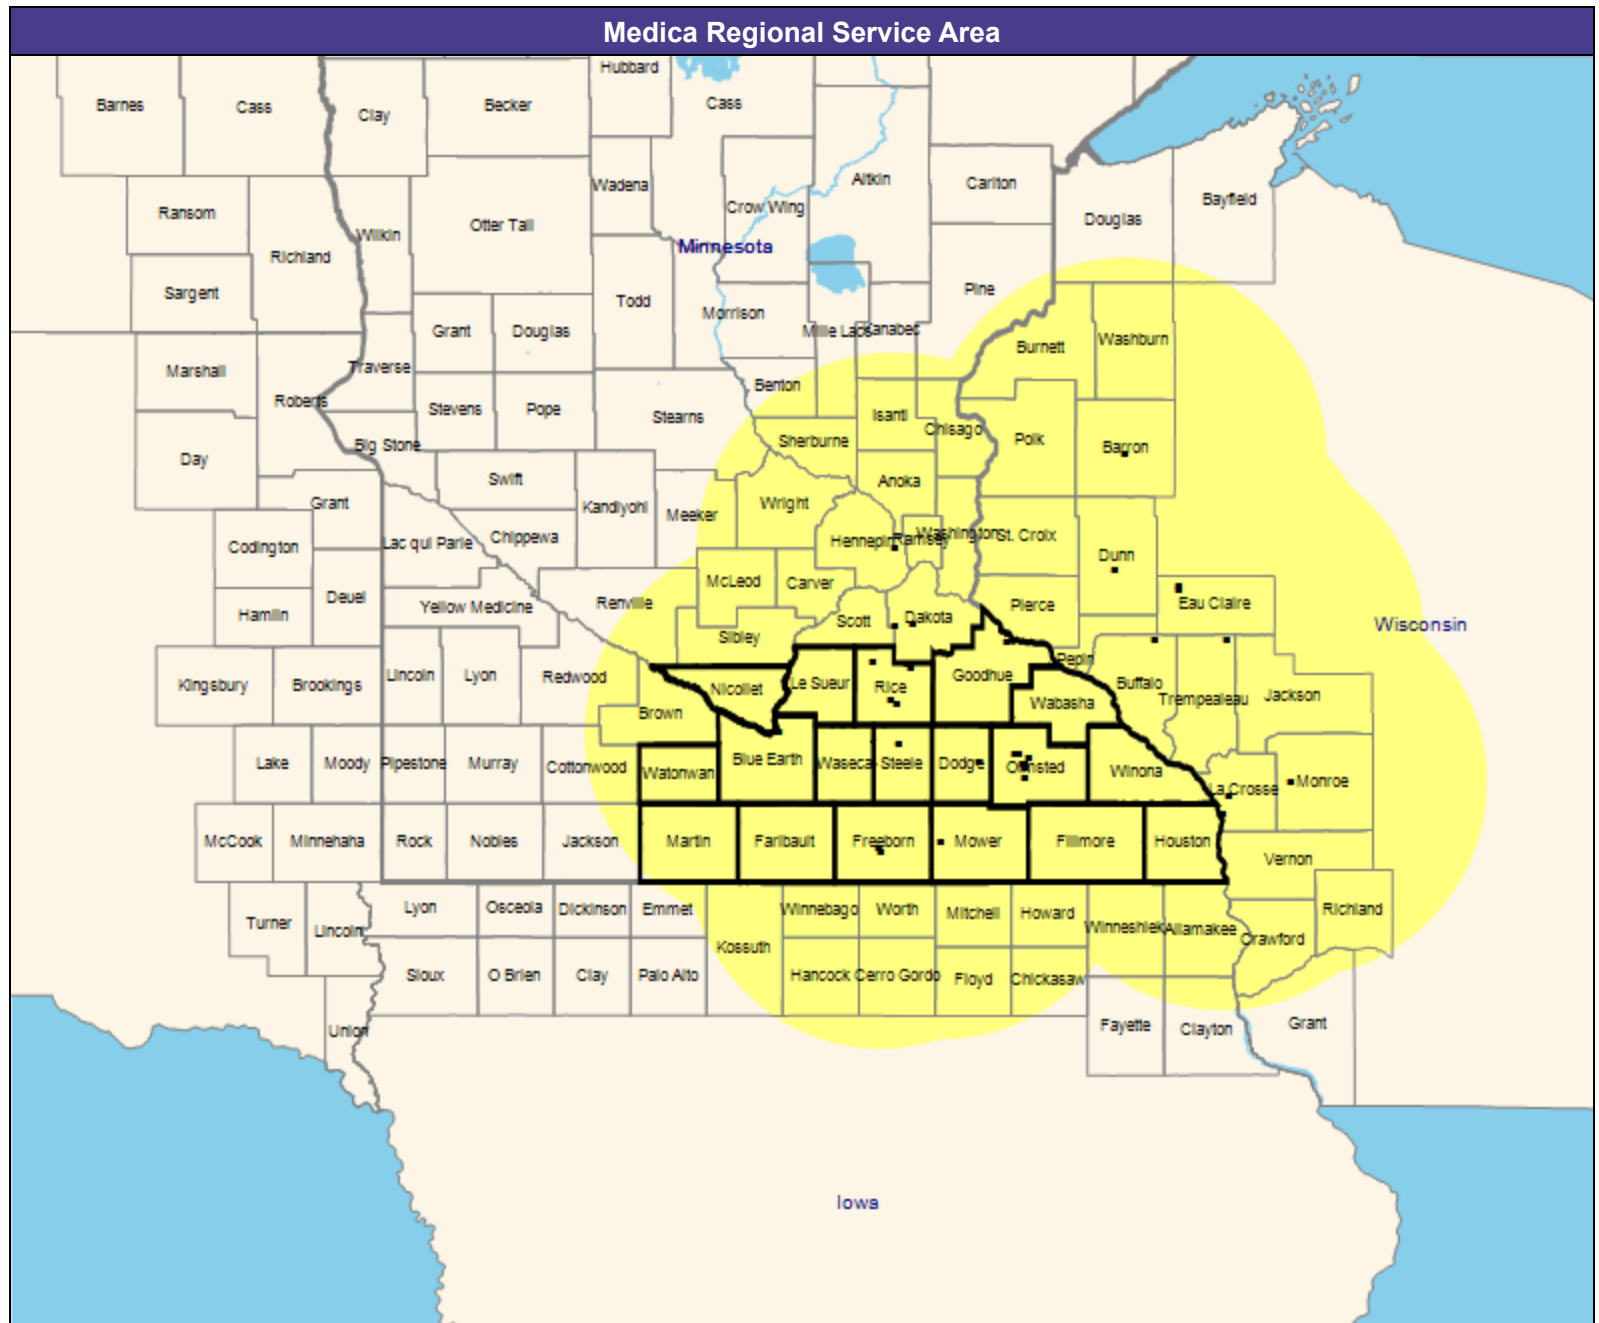 Medica Regional Service Area
Hubbard
Barnes
Cass
Clay
Becker
Cass
Wadena
Aitkin
Carlton
Ransom
Crow Wing
Bayfield
Douglas
Otter Tail
Wilkin
Minnesota
Richland
Sargent
Pine
Todd
Morrison
Grant
Douglas
Mille Lacs
Kanabec
Washburn
Burnett
Marshall
Traverse
Benton
Roberts
Stevens
Pope
Stearns
Isanti
Chisago
Polk
Barron
Big Stone
Sherburne
Day
Swift
Anoka
Grant
Kandiyohi
Meeker
Wright
Codington
Lac qui Parle
Chippewa
Hennepin
Ramsey
Washington
St. Croix
Dunn
Deuel
McLeod
Carver
Yellow Medicine
Renville
Pierce
Eau Claire
Hamlin
Scott
Dakota
Sibley
Wisconsin
Pepin
Kingsbury
Brookings
Lincoln
Lyon
Redwood
Nicollet
Le Sueur
Rice
Goodhue
Buffalo
Trempealeau
Jackson
Wabasha
Brown
Lake
Moody
Pipestone
Murray
Cottonwood
Watonwan
Blue Earth
Waseca
Steele
Dodge
Olmsted
Winona
La Crosse
Monroe
McCook
Minnehaha
Rock
Nobles
Jackson
Martin
Faribault
Freeborn
Mower
Fillmore
Houston
Vernon
Turner
Lincoln
Lyon
Osceola
Dickinson
Emmet
Winnebago
Worth
Mitchell
Howard
Winneshiek
Allamakee
Crawford
Richland
Kossuth
Sioux
O Brien
Clay
Palo Alto
Hancock
Cerro Gordo
Floyd
Chickasaw
Union
Fayette
Clayton
Grant
Iowa